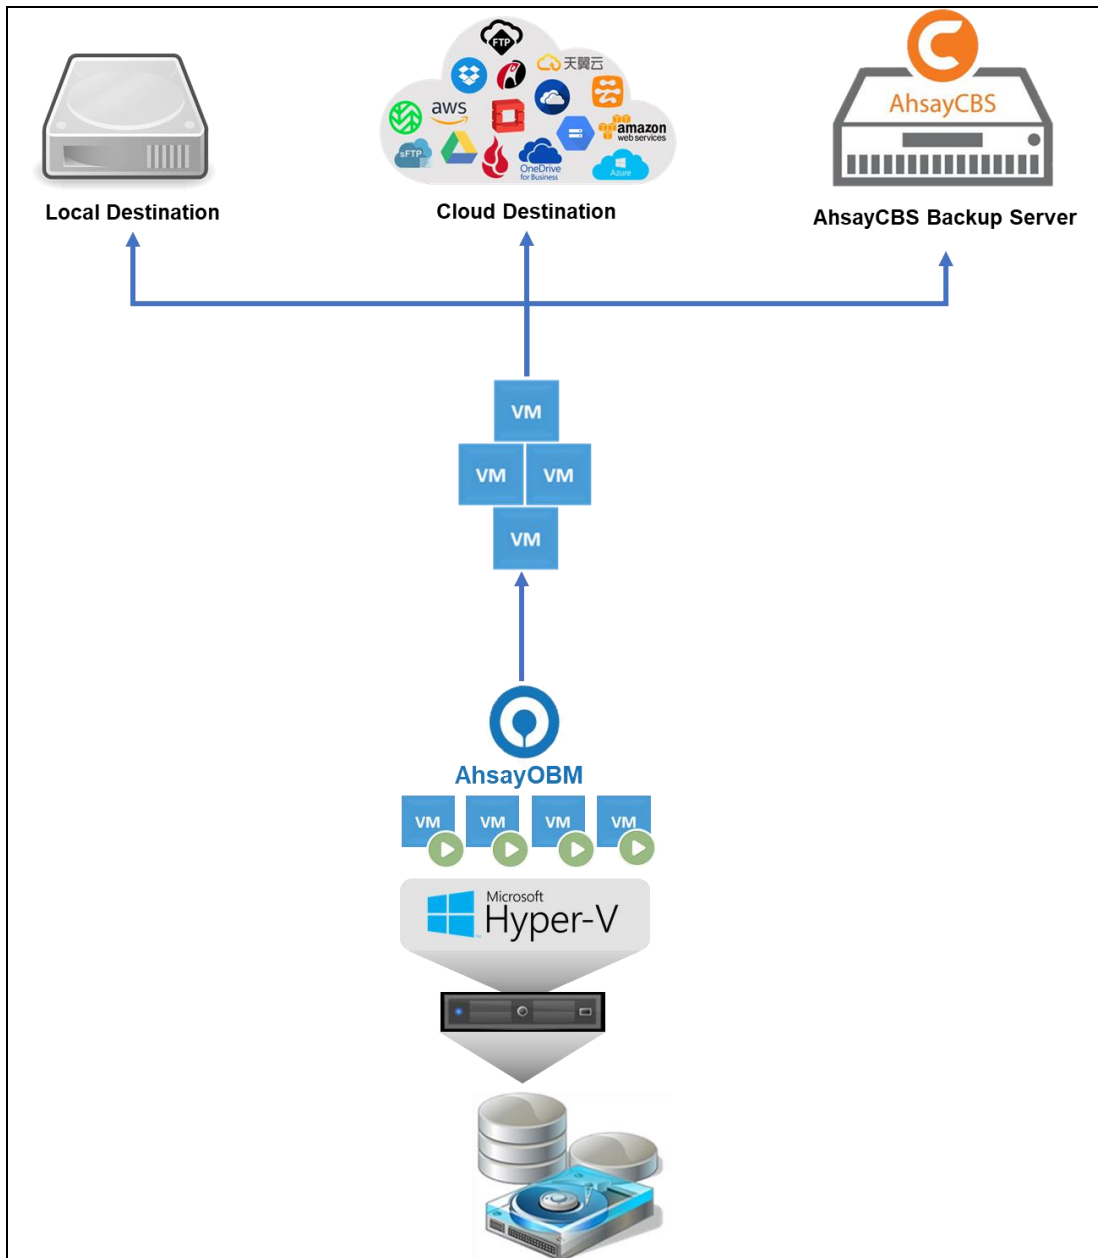 FTP
天翼云
aws
amazon
web services
sFTP
OneDrive
for Business
Azure
AhsayCBS
Local Destination
Cloud Destination
AhsayCBS Backup Server
VM
VM VM
VM
AhsayOBM
VM VM VM VM
Microsoft
Hyper-V